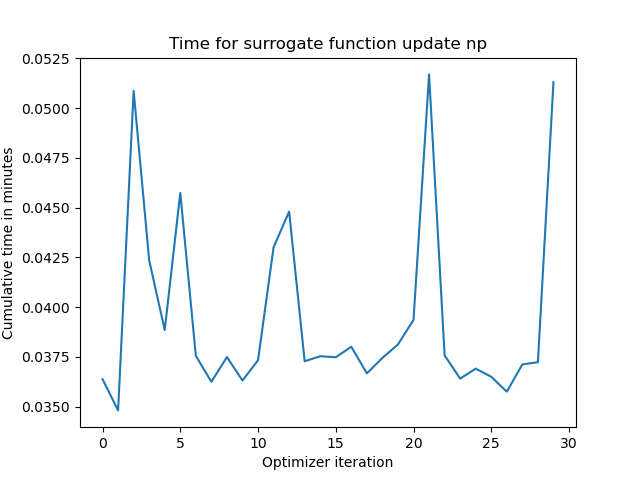 Time for surrogate function update np
0.0525
0.0500
0.0475
0.0450
0.0425
0.0400
0.0375
0.0350
Cumulative time in minutes
0 5 10 15 20 25 30
Optimizer iteration